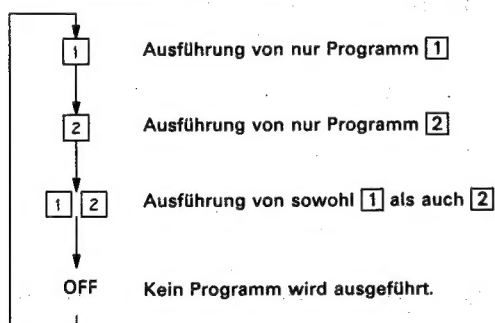 1 Ausführung von nur Programm 1
2 Ausführung von nur Programm 2
1 2 Ausführung von sowohl 1 als auch 2
OFF Kein Programm wird ausgeführt.